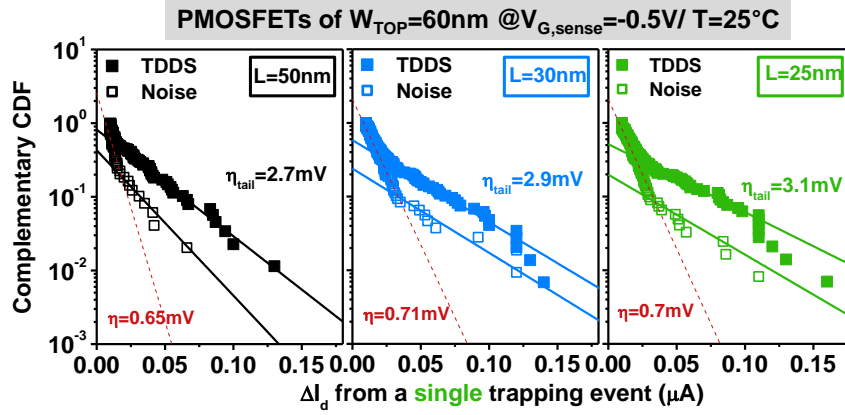 PMOSFETs of W_TOP=60nm @V_G,sense=-0.5V/ T=25°C
Complementary CDF
10^1
10^0
10^-1
10^-2
10^-3
TDDS
Noise
L=50nm
η_tail=2.7mV
η=0.65mV
0.00 0.05 0.10 0.15
TDDS
Noise
L=30nm
η_tail=2.9mV
η=0.71mV
0.00 0.05 0.10 0.15
TDDS
Noise
L=25nm
η_tail=3.1mV
η=0.7mV
0.00 0.05 0.10 0.15
ΔI_d from a single trapping event (μA)